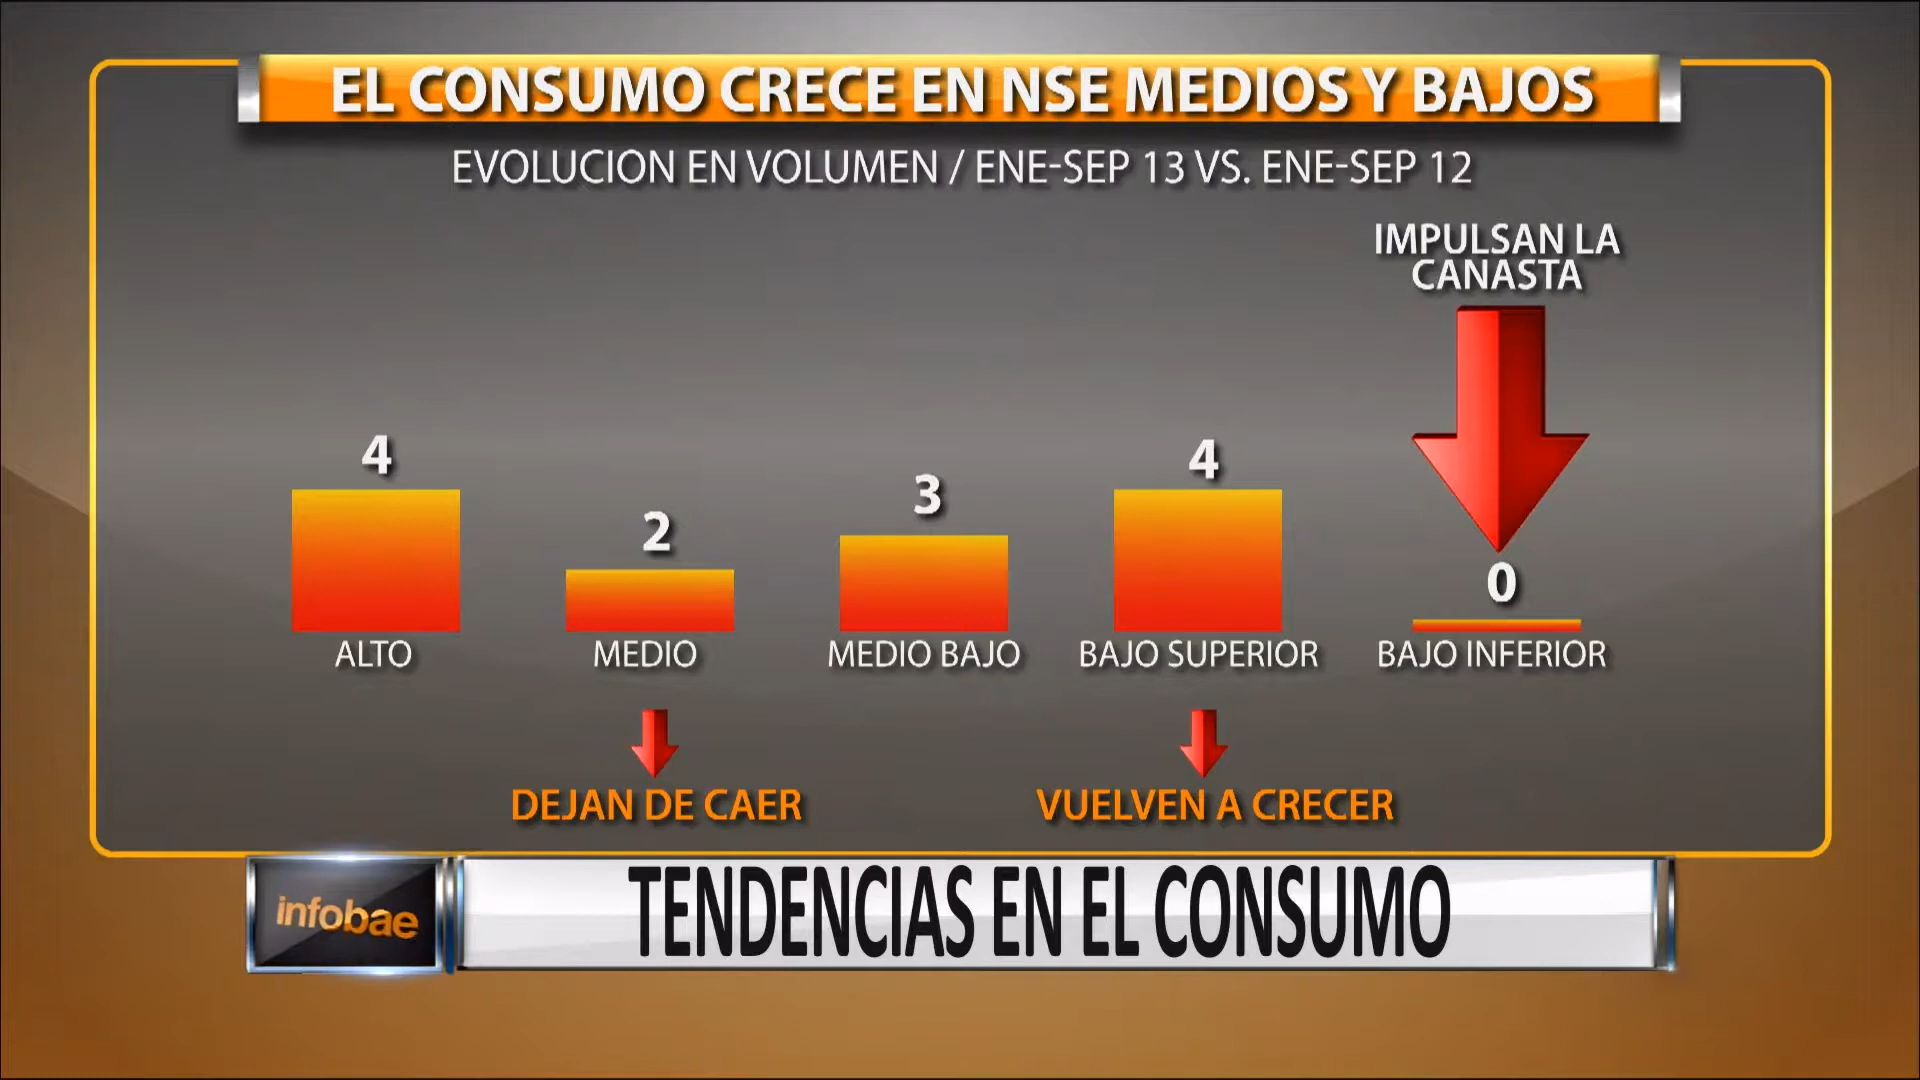 EL CONSUMO CRECE EN NSE MEDIOS Y BAJOS
EVOLUCION EN VOLUMEN / ENE-SEP 13 VS. ENE-SEP 12
IMPULSAN LA
CANASTA
4
2
3
4
0
ALTO
MEDIO
MEDIO BAJO
BAJO SUPERIOR
BAJO INFERIOR
DEJAN DE CAER
VUELVEN A CRECER
infobae
TENDENCIAS EN EL CONSUMO